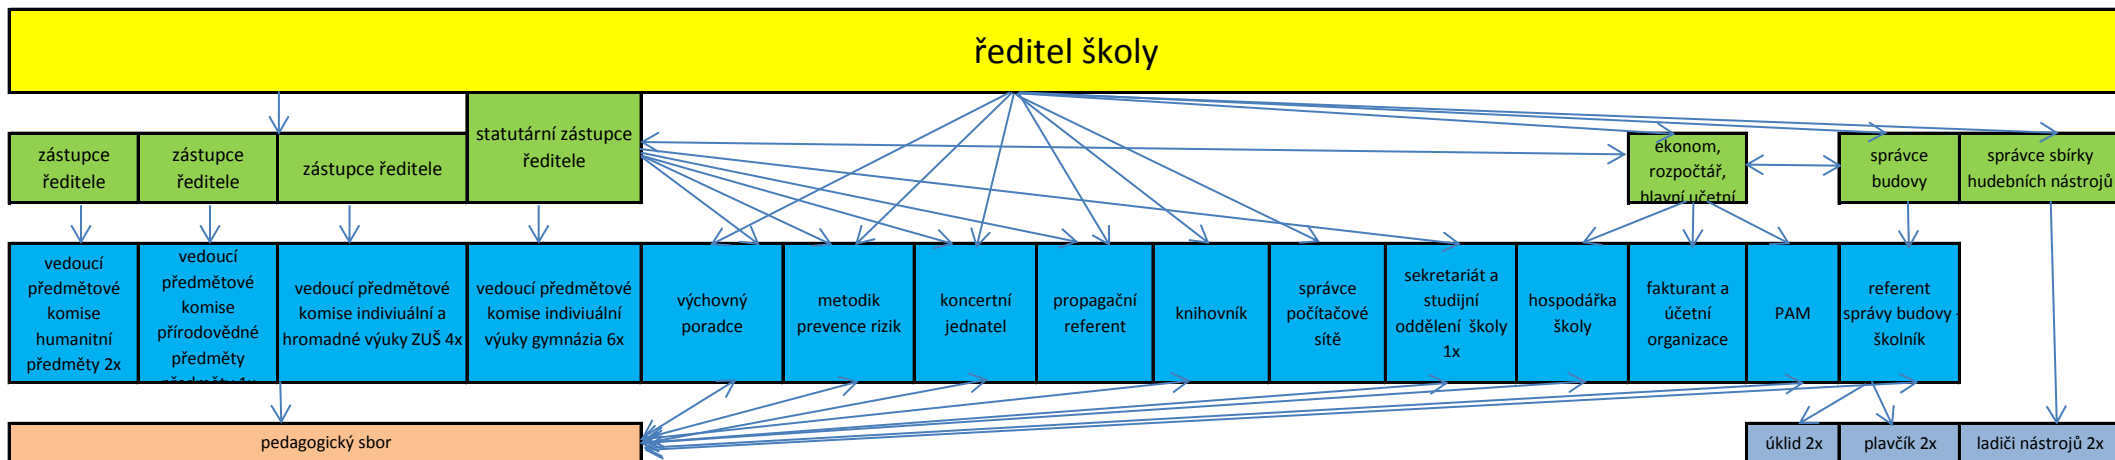 ředitel školy
statutární zástupce
ředitele
zástupce
ředitele
zástupce
ředitele
zástupce ředitele
ekonom,
rozpočtář,
hlavní účetní
správce
budovy
správce sbírky
hudebních nástrojů
vedoucí
předmětové
komise
humanitní
předměty 2x
vedoucí
předmětové
komise
přírodovědné
předměty
předměty 1x
vedoucí předmětové
komise indiviuální a
hromadné výuky ZUŠ 4x
vedoucí předmětové
komise indiviuální
výuky gymnázia 6x
výchovný
poradce
metodik
prevence rizik
koncertní
jednatel
propagační
referent
knihovník
správce
počítačové
sítě
sekretariát a
studijní
oddělení školy
1x
hospodářka
školy
fakturant a
účetní
organizace
PAM
referent
správy budovy -
školník
pedagogický sbor
úklid 2x
plavčík 2x
ladiči nástrojů 2x